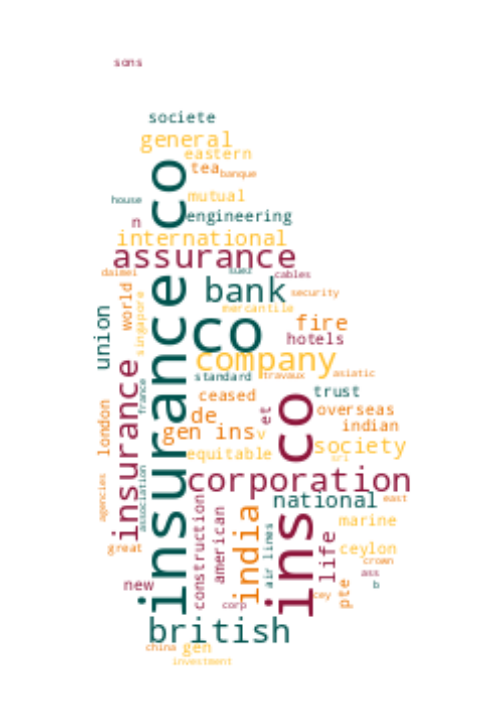 sons
societe
general
eastern
tea
banque
co
mutual
house
n
engineering
international
assurance
daimei
suez
cables
bank
security
world
singapore
mercantile
union
insurance co
co
fire
hotels
company
standard
travaux
asiatic
france
ceased
trust
insurance
de
et
overseas
london
gen ins
v
indian
ins co
equitable
society
sri
association
corporation
agencies
national
east
construction
american
india
air lines
marine
life
great
ceylon
crown
new
ass
b
cey
pte
corp
british
china
gen
investment